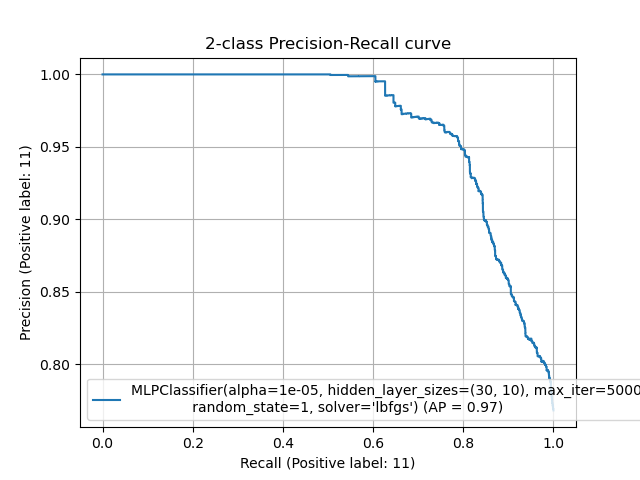 2-class Precision-Recall curve
1.00
0.95
0.90
0.85
0.80
Precision (Positive label: 11)
MLPClassifier(alpha=1e-05, hidden_layer_sizes=(30, 10), max_iter=5000
random_state=1, solver='lbfgs') (AP = 0.97)
0.0 0.2 0.4 0.6 0.8 1.0
Recall (Positive label: 11)